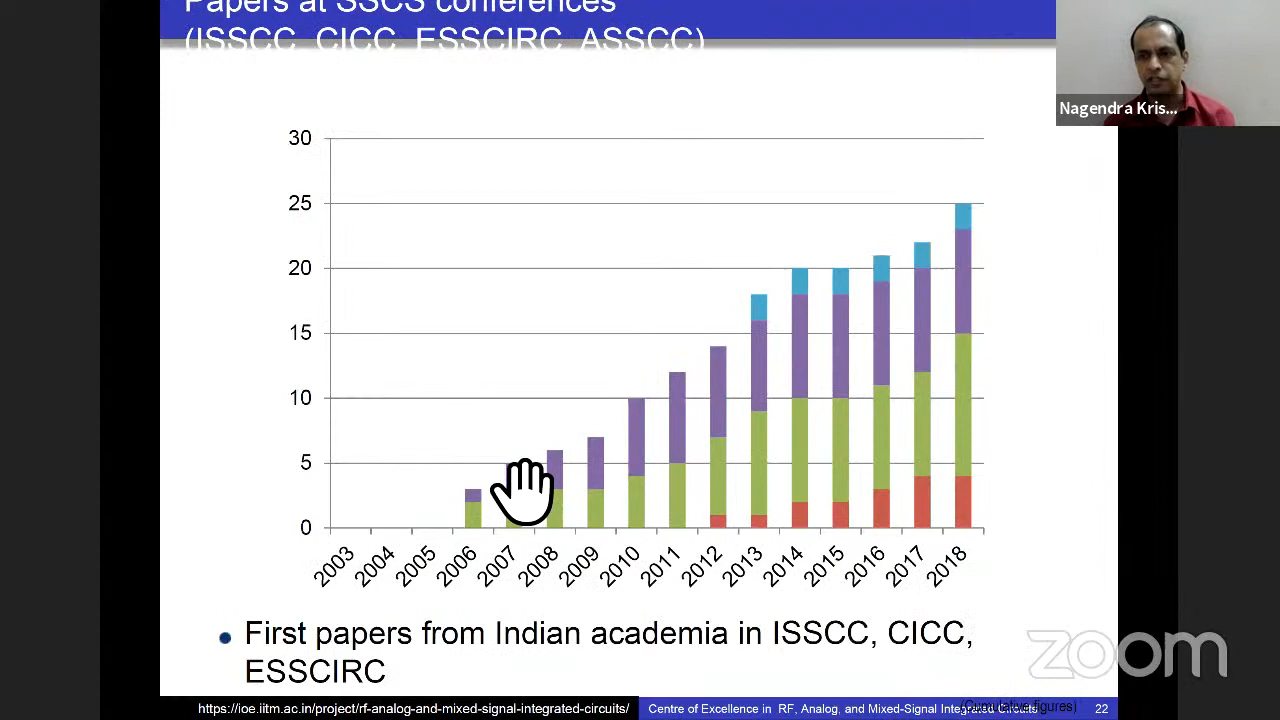 Papers at SSCS conferences
(ISSCC, CICC, ESSCIRC, ASSCC)
Nagendra Kris...
30
25
20
15
10
5
0
2003
2004
2005
2006
2007
2008
2009
2010
2011
2012
2013
2014
2015
2016
2017
2018
• First papers from Indian academia in ISSCC, CICC,
ESSCIRC
zoom
https://ioe.iitm.ac.in/project/rf-analog-and-mixed-signal-integrated-circuits/
Centre of Excellence in RF, Analog, and Mixed-Signal Integrated Circuits
(Cumulative figures)
22